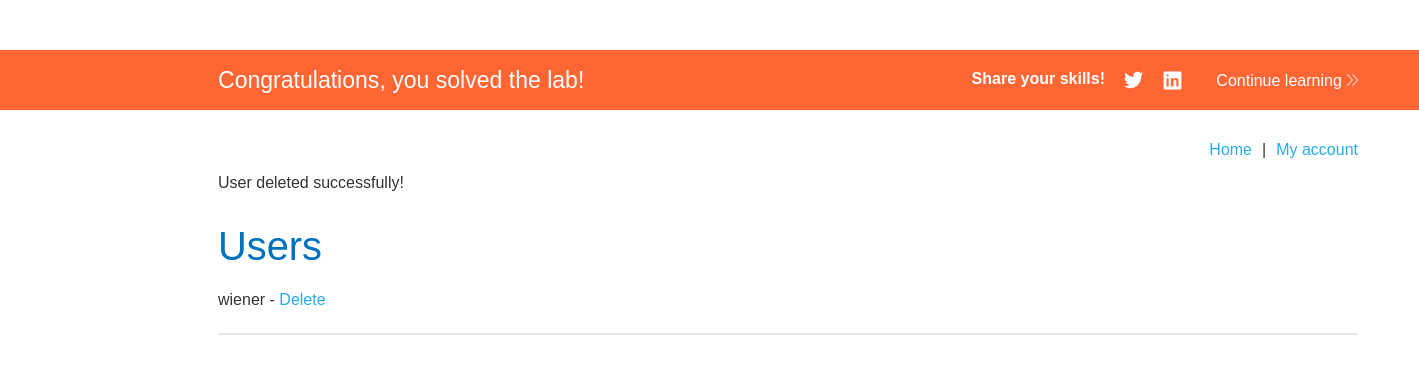 Congratulations, you solved the lab!
Share your skills!
Continue learning
Home | My account
User deleted successfully!
Users
wiener - Delete